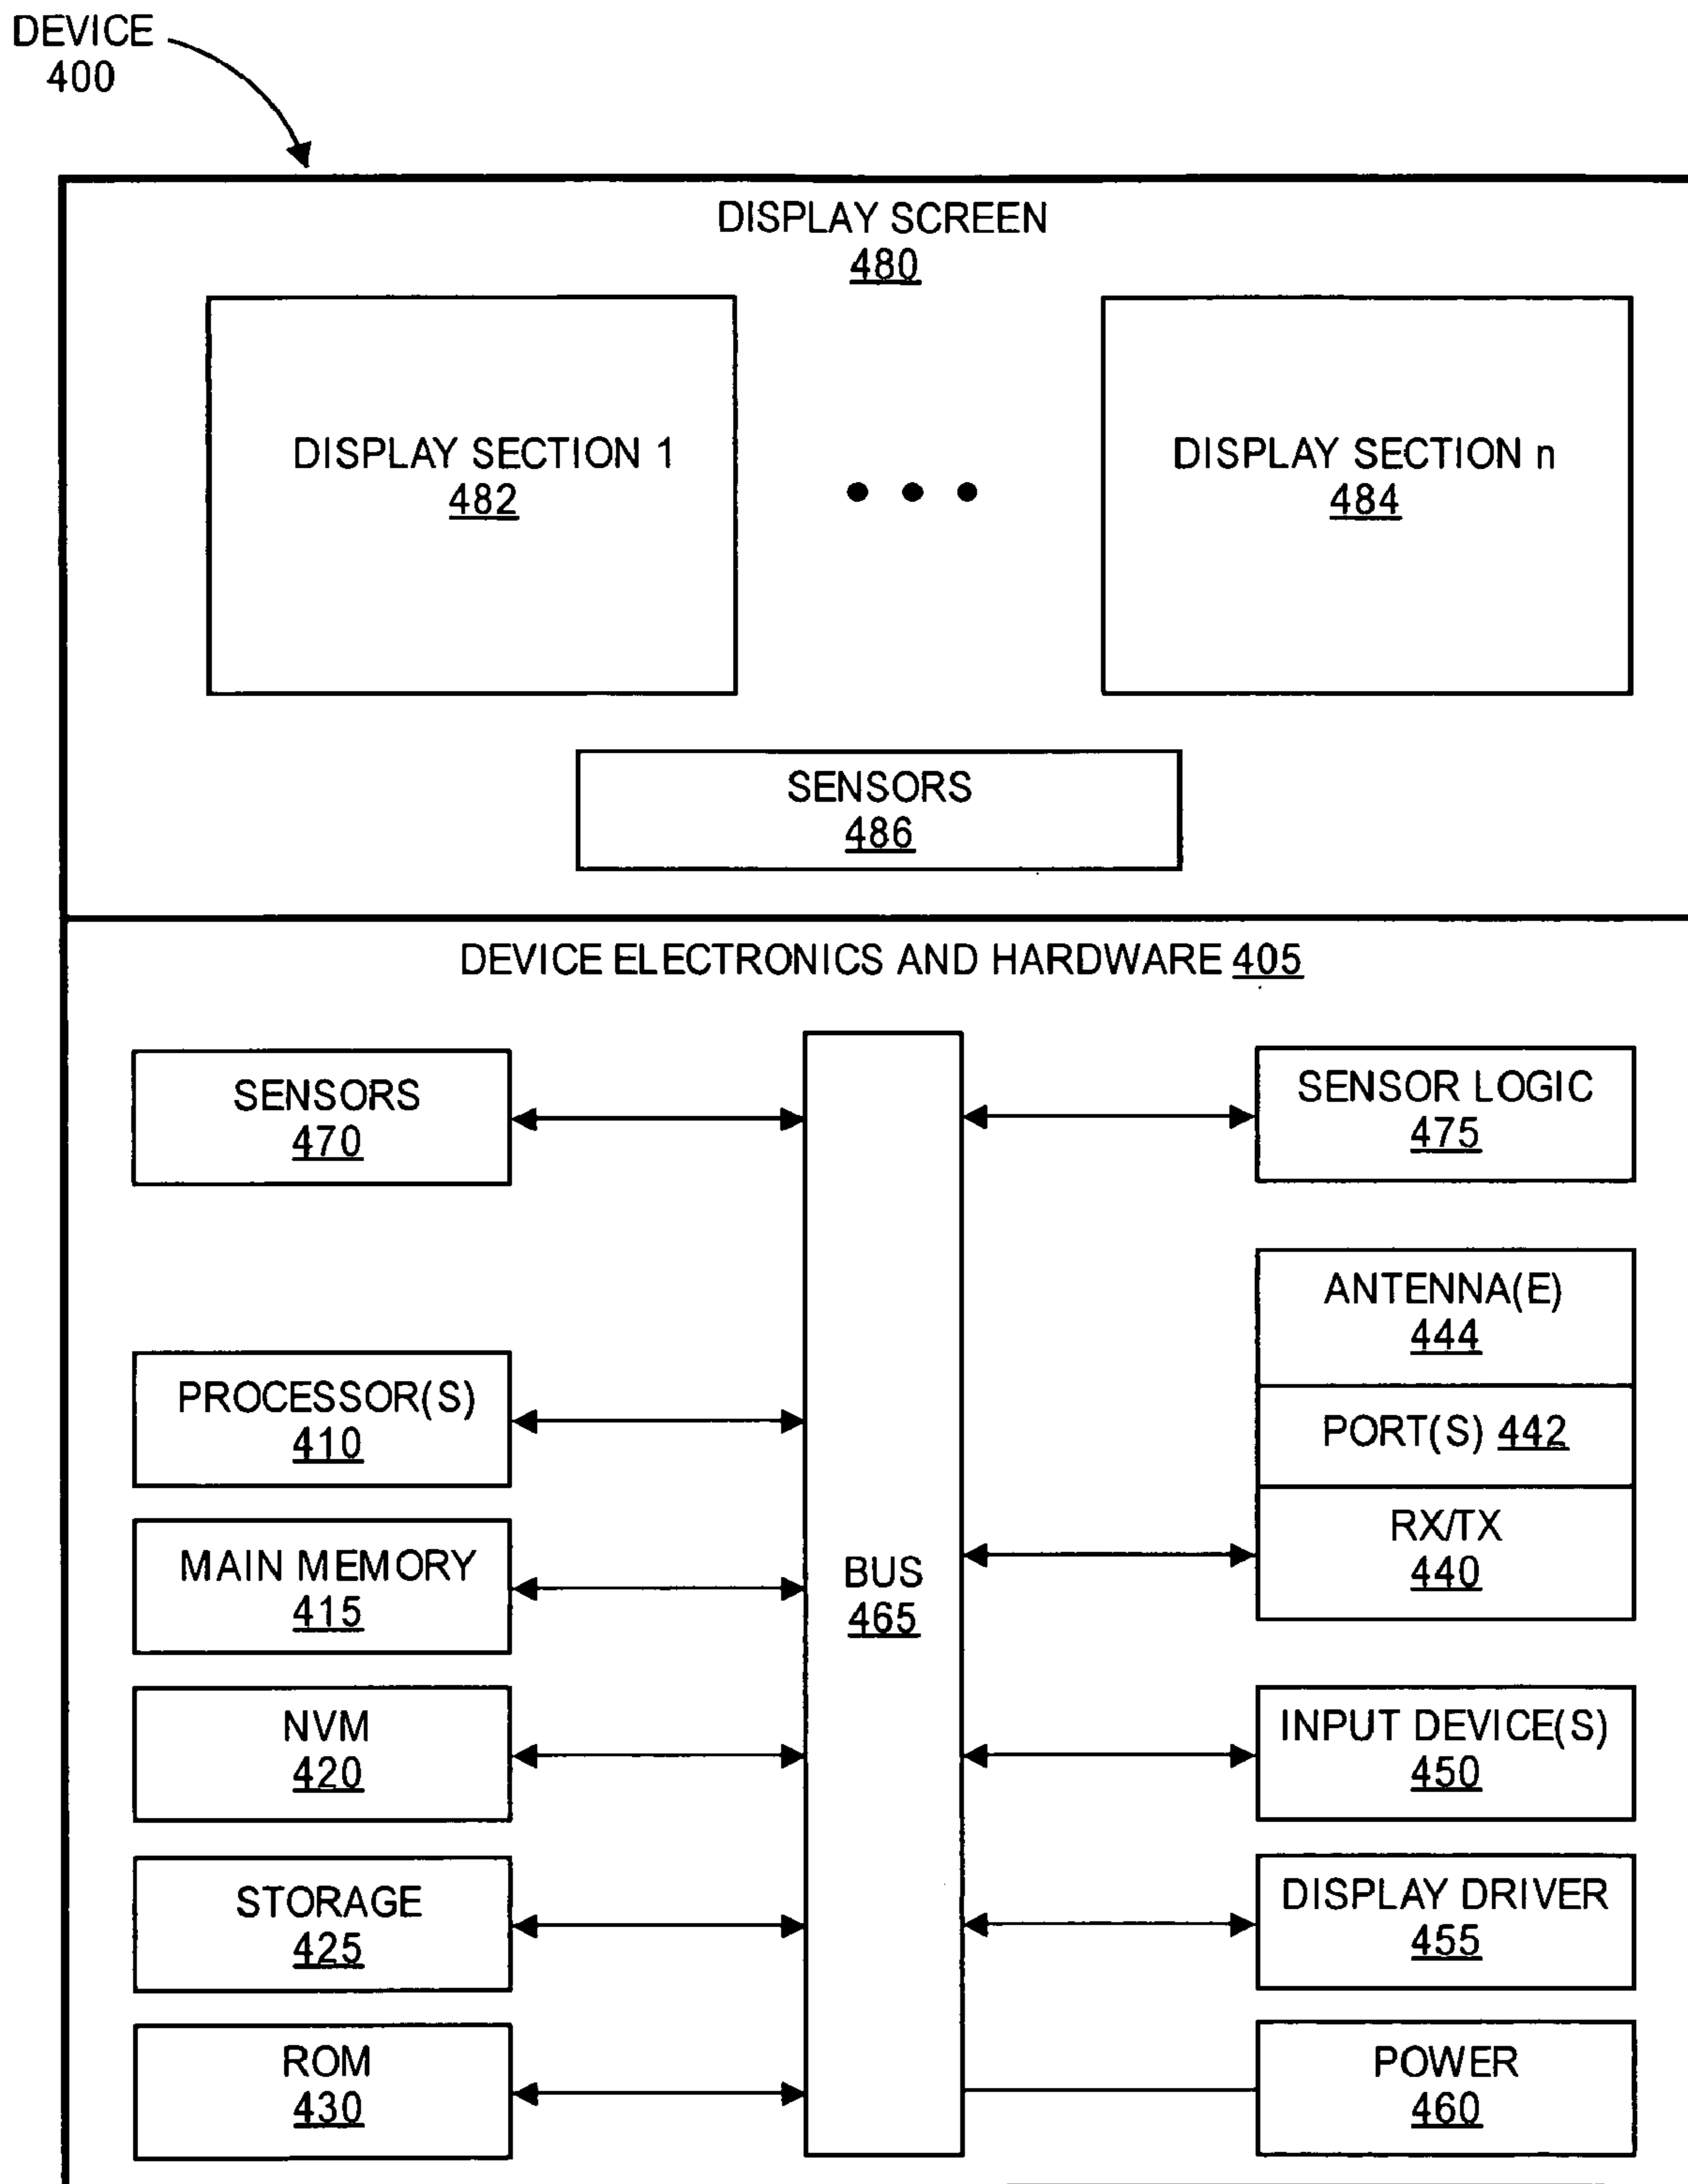 DEVICE
400
DISPLAY SCREEN
480
DISPLAY SECTION 1
482
DISPLAY SECTION n
484
SENSORS
486
DEVICE ELECTRONICS AND HARDWARE 405
SENSORS
470
SENSOR LOGIC
475
ANTENNA(E)
444
PROCESSOR(S)
410
PORT(S) 442
RX/TX
440
MAIN MEMORY
415
BUS
465
NVM
420
INPUT DEVICE(S)
450
STORAGE
425
DISPLAY DRIVER
455
ROM
430
POWER
460